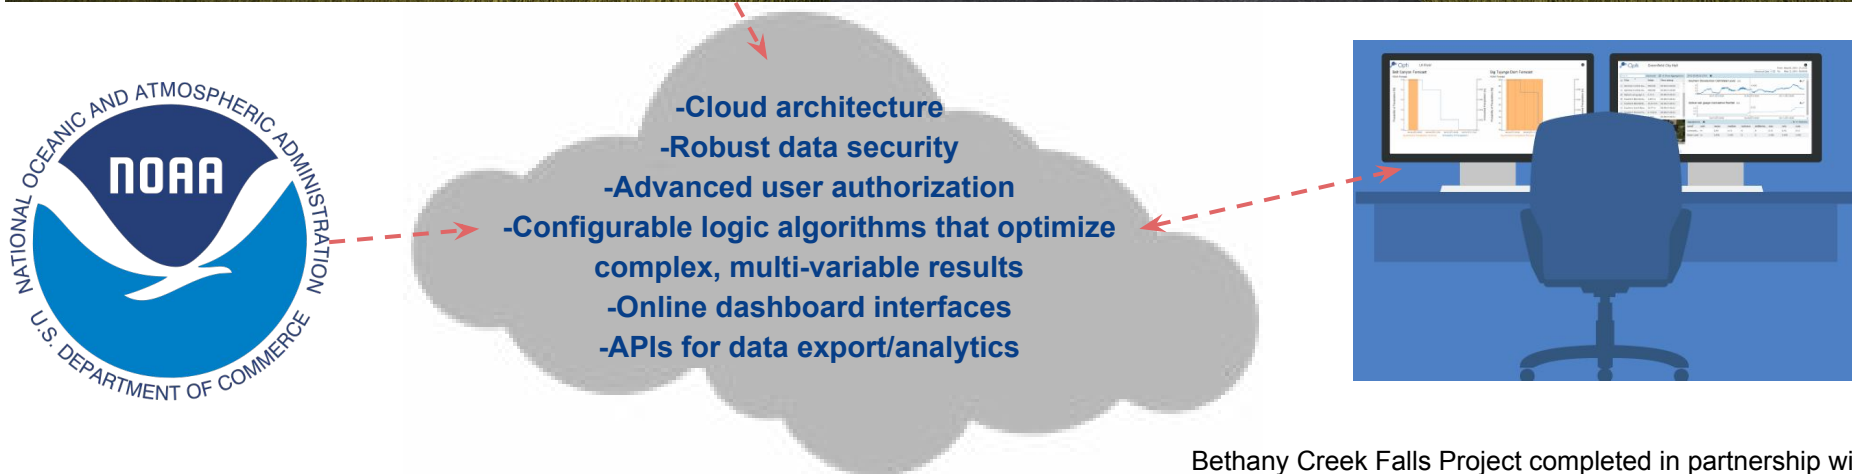 NATIONAL OCEANIC AND ATMOSPHERIC ADMINISTRATION
NOAA
U.S. DEPARTMENT OF COMMERCE
-Cloud architecture
-Robust data security
-Advanced user authorization
-Configurable logic algorithms that optimize
complex, multi-variable results
-Online dashboard interfaces
-APIs for data export/analytics
Opti
Opti
Bethany Creek Falls Project completed in partnership wi